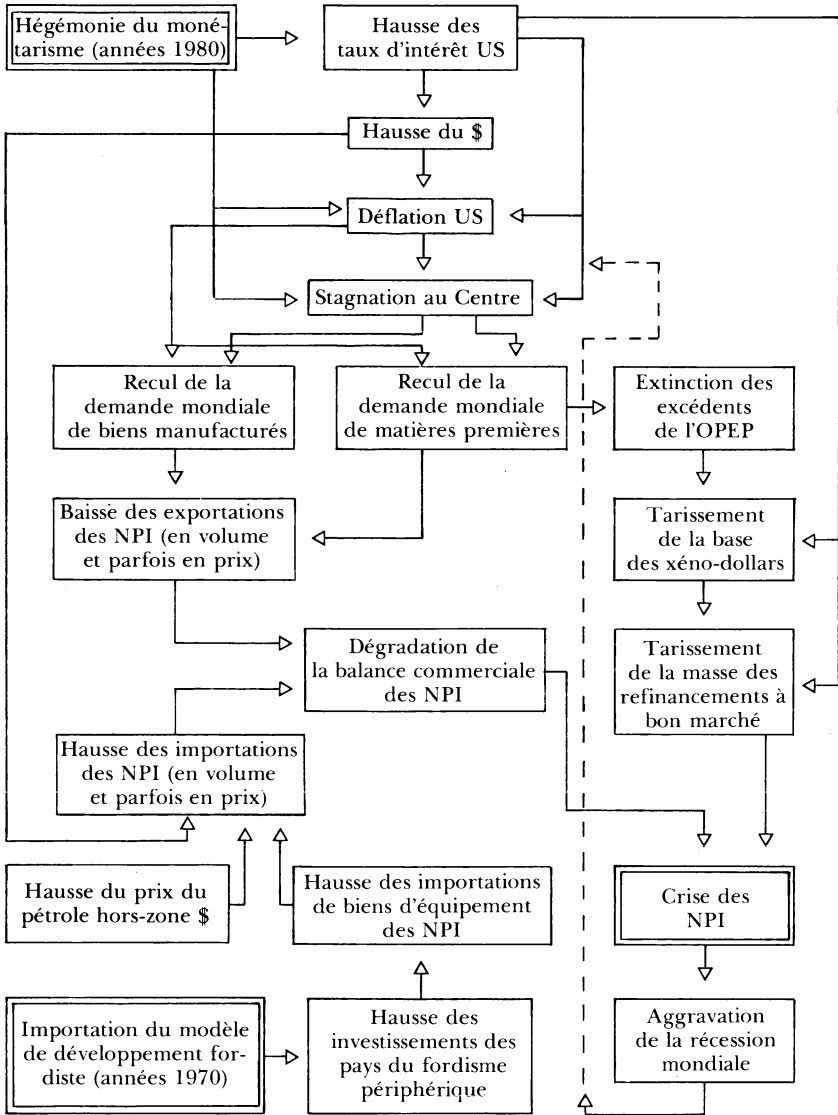 Hégémonie du moné-
tarisme (années 1980)
Hausse des
taux d'intérêt US
Hausse du $
Déflation US
Stagnation au Centre
Recul de la
demande mondiale
de biens manufacturés
Recul de la
demande mondiale
de matières premières
Extinction des
excédents
de l'OPEP
Baisse des exportations
des NPI (en volume
et parfois en prix)
Tarissement
de la base
des xéno-dollars
Dégradation de
la balance commerciale
des NPI
Tarissement
de la masse des
refinancements à
bon marché
Hausse des importations
des NPI (en volume
et parfois en prix)
Hausse du prix du
pétrole hors-zone $
Hausse des importations
de biens d'équipement
des NPI
Crise des
NPI
Importation du modèle
de développement for-
diste (années 1970)
Hausse des
investissements des
pays du fordisme
périphérique
Aggravation
de la récession
mondiale